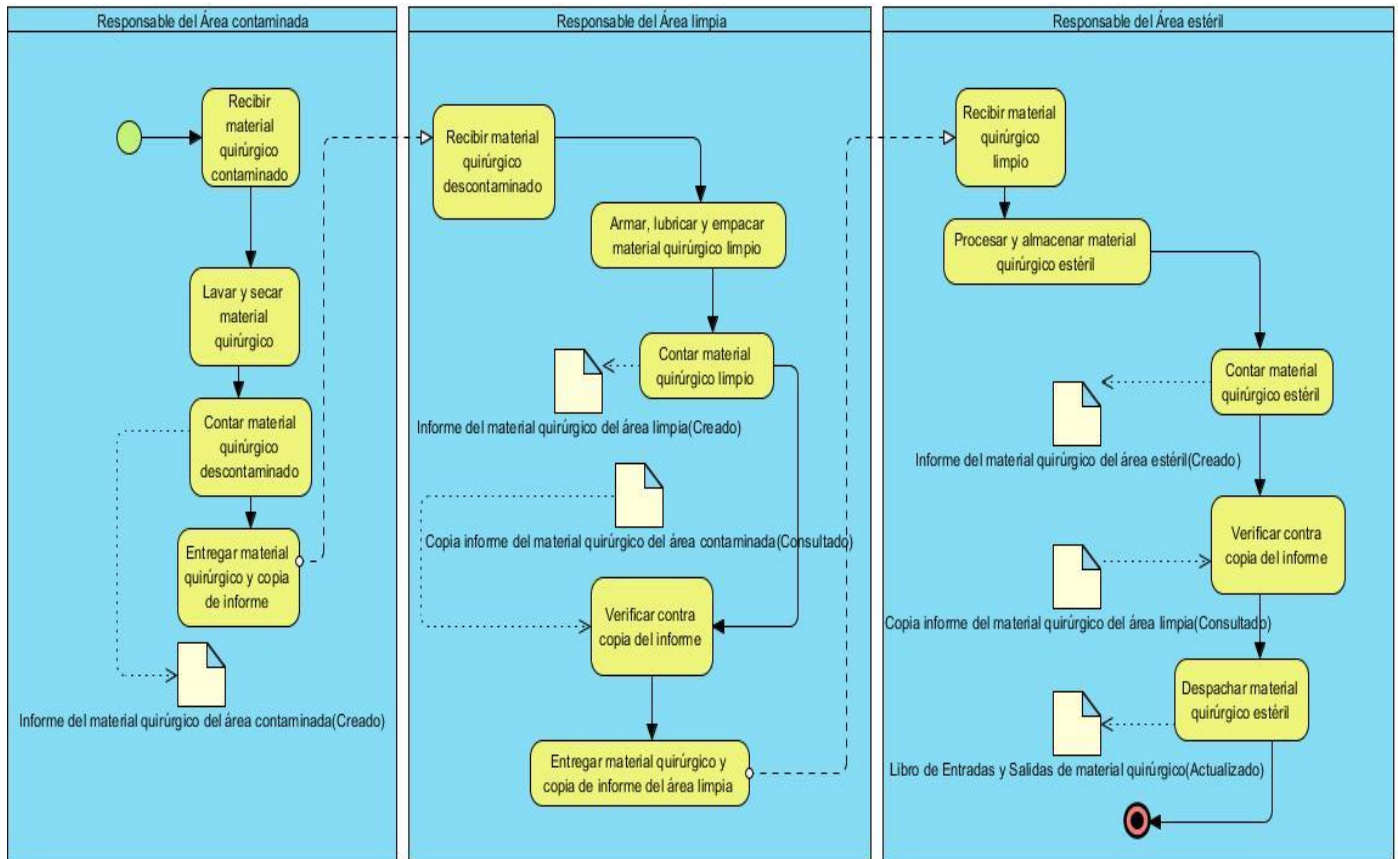 Responsable del Área contaminada
Recibir
material
quirúrgico
contaminado
Lavar y secar
material
quirúrgico
Contar material
quirúrgico
descontaminado
Entregar material
quirúrgico y copia
de informe
Informe del material quirúrgico del área contaminada(Creado)
Responsable del Área limpia
Recibir material
quirúrgico
descontaminado
Armar, lubricar y empacar
material quirúrgico limpio
Contar material
quirúrgico limpio
Informe del material quirúrgico del área limpia(Creado)
Copia informe del material quirúrgico del área contaminada(Consultado)
Verificar contra
copia del informe
Entregar material quirúrgico y
copia de informe del área limpia
Responsable del Área estéril
Recibir material
quirúrgico
limpio
Procesar y almacenar material
quirúrgico estéril
Contar material
quirúrgico estéril
Informe del material quirúrgico del área estéril(Creado)
Verificar contra
copia del informe
Copia informe del material quirúrgico del área limpia(Consultado)
Despachar material
quirúrgico estéril
Libro de Entradas y Salidas de material quirúrgico(Actualizado)